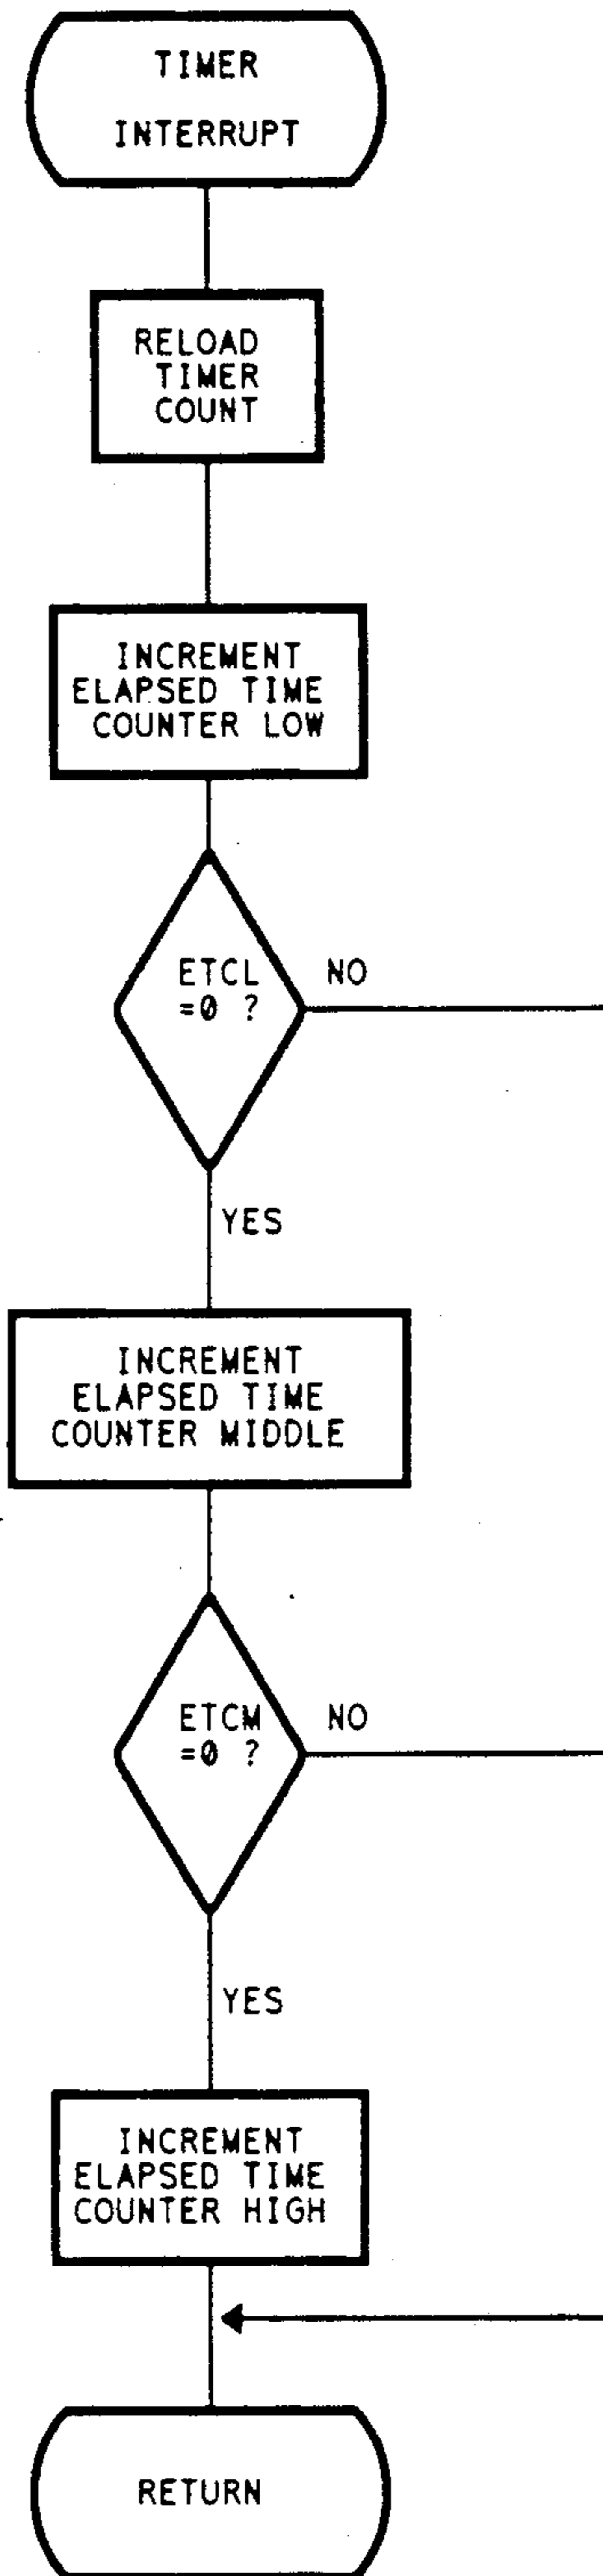 TIMER
INTERRUPT
RELOAD
TIMER
COUNT
INCREMENT
ELAPSED TIME
COUNTER LOW
ETCL
=0 ?
NO
YES
INCREMENT
ELAPSED TIME
COUNTER MIDDLE
ETCM
=0 ?
NO
YES
INCREMENT
ELAPSED TIME
COUNTER HIGH
RETURN